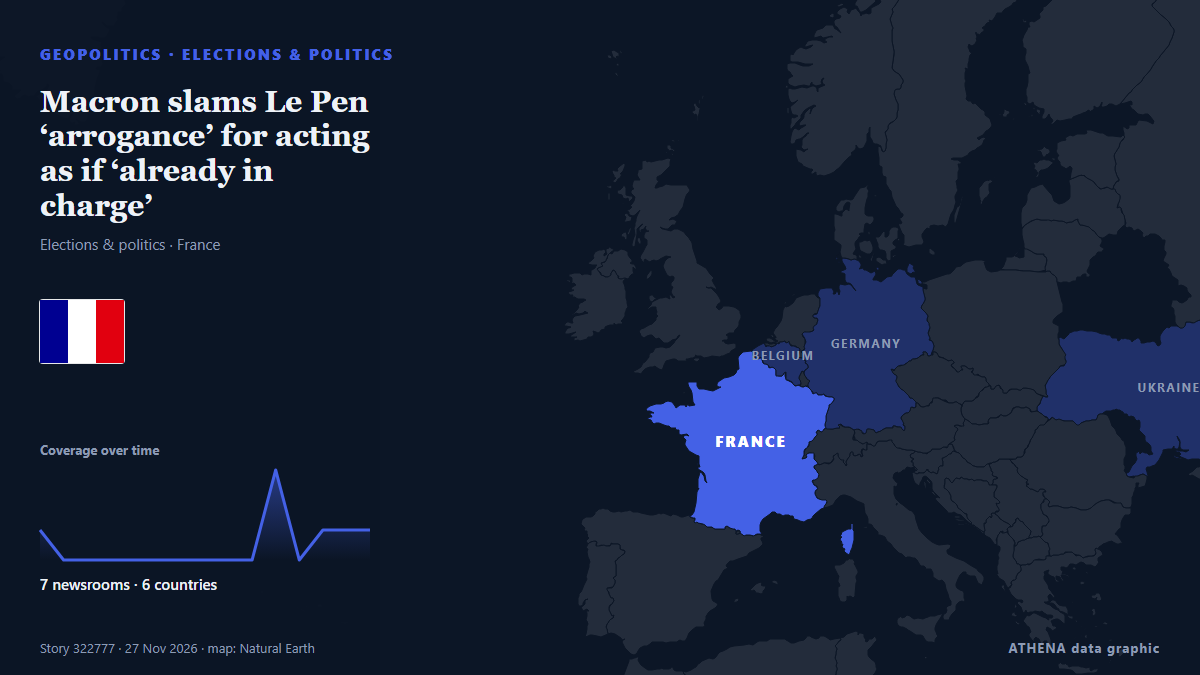 GEOPOLITICS · ELECTIONS & POLITICS
Macron slams Le Pen
‘arrogance’ for acting
as if ‘already in
charge’
Elections & politics · France
Coverage over time
7 newsrooms · 6 countries
Story 322777 · 27 Nov 2026 · map: Natural Earth
BELGIUM
GERMANY
UKRAINE
FRANCE
ATHENA data graphic